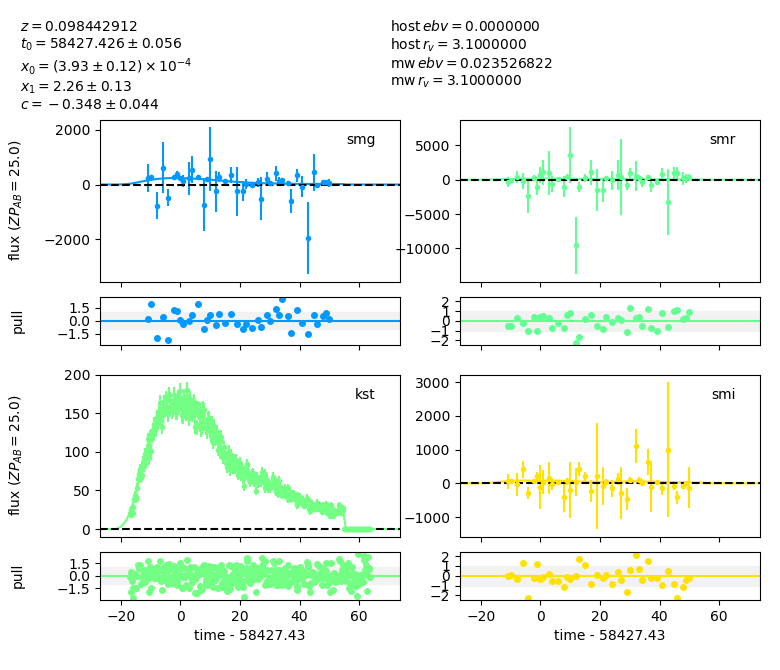 z = 0.098442912
t₀ = 58427.426 ± 0.056
x₀ = (3.93 ± 0.12) × 10⁻⁴
x₁ = 2.26 ± 0.13
c = −0.348 ± 0.044
host ebv = 0.0000000
host r_v = 3.1000000
mw ebv = 0.023526822
mw r_v = 3.1000000
flux (ZP_AB = 25.0)
2000
0
−2000
smg
5000
0
−5000
−10000
smr
pull
1.5
0.0
−1.5
2
1
0
−1
−2
flux (ZP_AB = 25.0)
200
150
100
50
0
kst
3000
2000
1000
0
−1000
smi
pull
1.5
0.0
−1.5
2
1
0
−1
−2
−20 0 20 40 60
time - 58427.43
−20 0 20 40 60
time - 58427.43